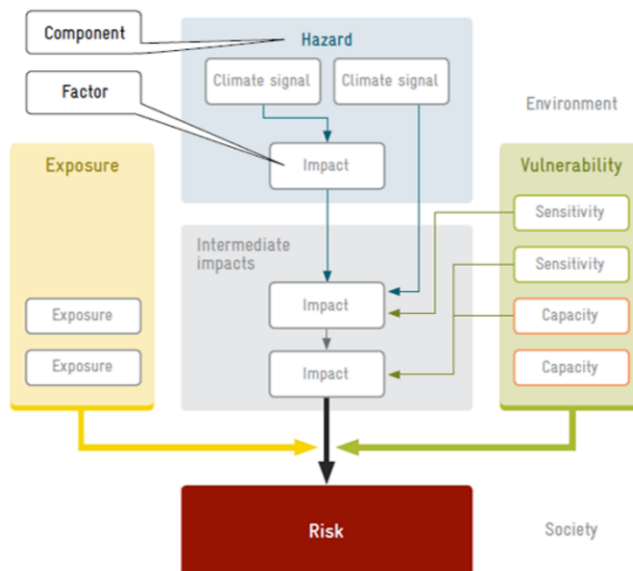 Component
Hazard
Climate signal
Climate signal
Factor
Environment
Exposure
Impact
Vulnerability
Sensitivity
Intermediate
impacts
Sensitivity
Impact
Exposure
Capacity
Impact
Exposure
Capacity
Risk
Society